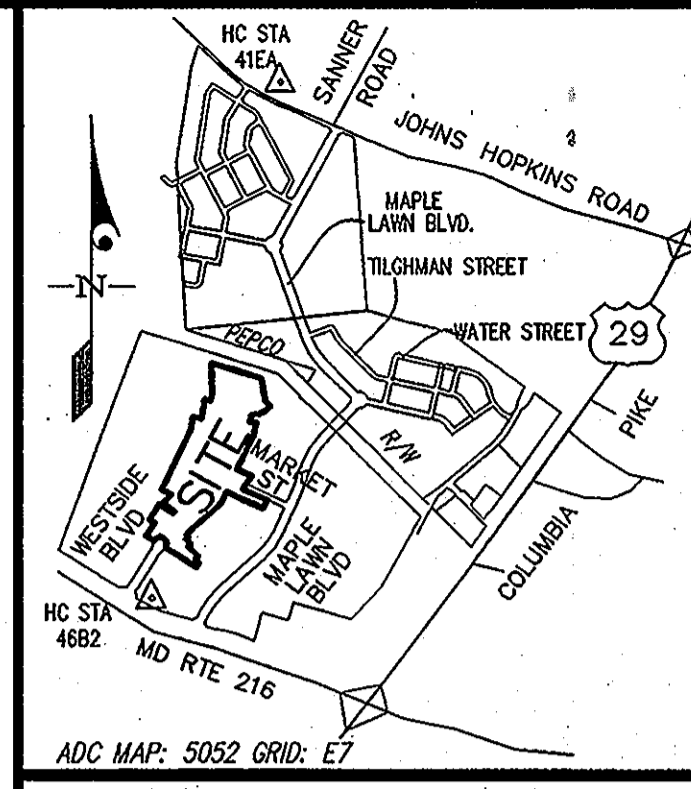 HC STA
41EA
SANNER
ROAD
JOHNS HOPKINS ROAD
MAPLE
LAWN BLVD.
TILGHMAN STREET
N
PEPCO
WATER STREET
29
PIKE
R/W
SITE
MARKET
ST
WESTSIDE
BLVD
MAPLE
LAWN
BLVD
COLUMBIA
HC STA
46B2
MD RTE 216
ADC MAP: 5052 GRID: E7